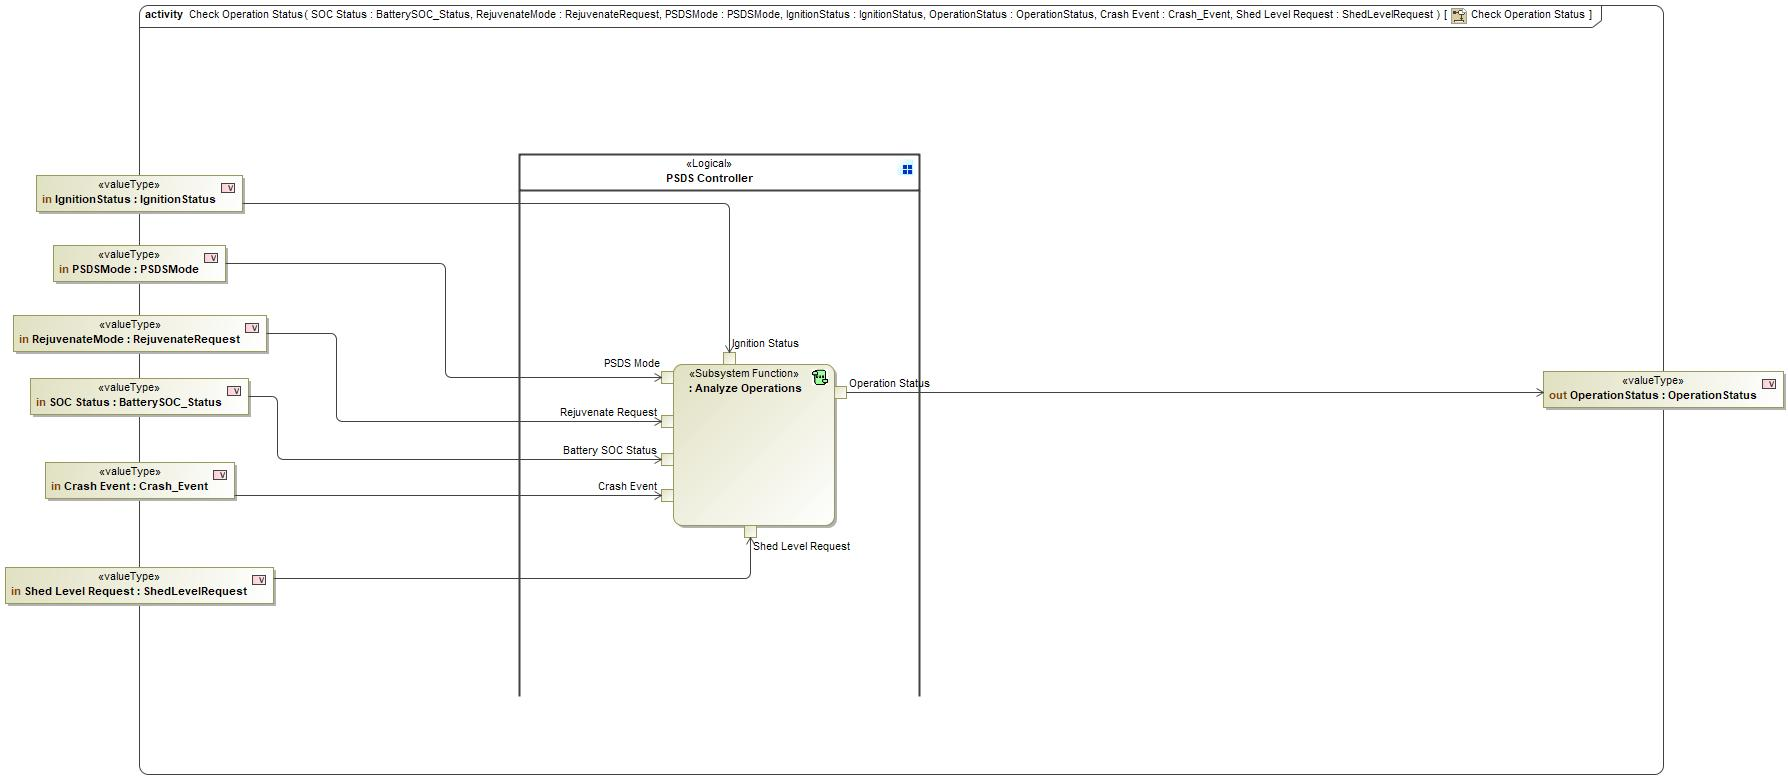 activity Check Operation Status( SOC Status : BatterySOC_Status, RejuvenateMode : RejuvenateRequest, PSDSMode : PSDSMode, IgnitionStatus : IgnitionStatus, OperationStatus : OperationStatus, Crash Event : Crash_Event, Shed Level Request : ShedLevelRequest ) [ Check Operation Status ]
«Logical»
PSDS Controller
«valueType»
V
in IgnitionStatus : IgnitionStatus
«valueType»
V
in PSDSMode : PSDSMode
«valueType»
V
in RejuvenateMode : RejuvenateRequest
«valueType»
V
in SOC Status : BatterySOC_Status
«valueType»
V
in Crash Event : Crash_Event
«valueType»
V
in Shed Level Request : ShedLevelRequest
Ignition Status
PSDS Mode
Rejuvenate Request
Battery SOC Status
Crash Event
Shed Level Request
«Subsystem Function»
: Analyze Operations
Operation Status
«valueType»
V
out OperationStatus : OperationStatus